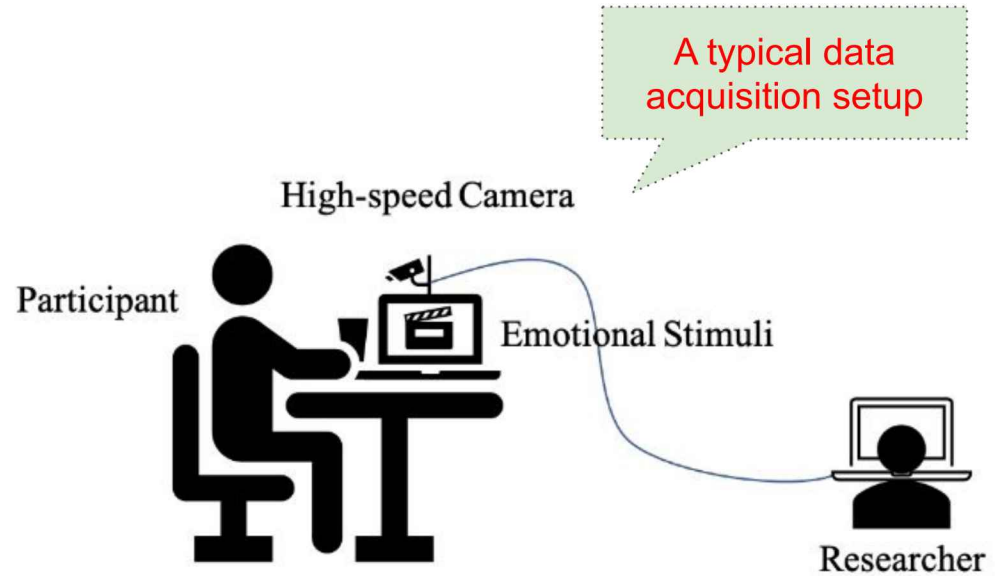 A typical data
acquisition setup
High-speed Camera
Participant
Emotional Stimuli
Researcher